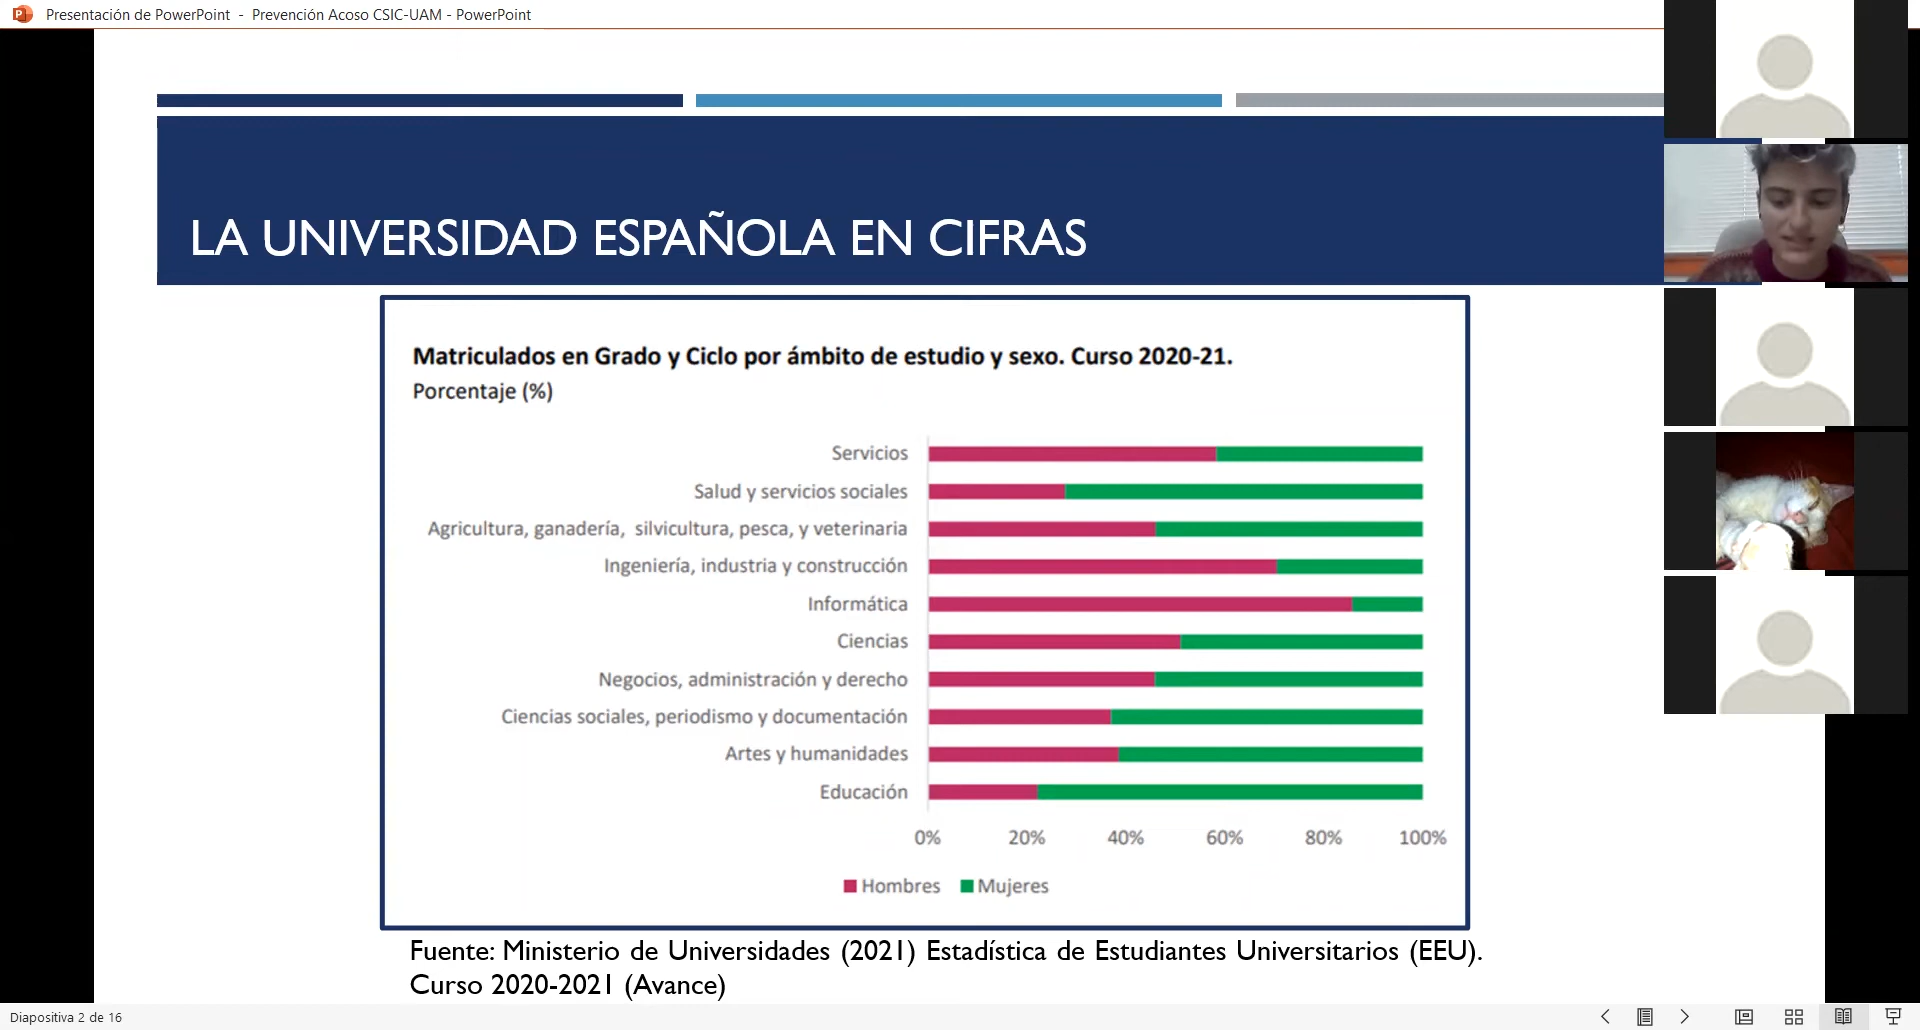 Presentación de PowerPoint - Prevención Acoso CSIC-UAM - PowerPoint
LA UNIVERSIDAD ESPAÑOLA EN CIFRAS
Matriculados en Grado y Ciclo por ámbito de estudio y sexo. Curso 2020-21.
Porcentaje (%)
Servicios
Salud y servicios sociales
Agricultura, ganadería, silvicultura, pesca, y veterinaria
Ingeniería, industria y construcción
Informática
Ciencias
Negocios, administración y derecho
Ciencias sociales, periodismo y documentación
Artes y humanidades
Educación
0% 20% 40% 60% 80% 100%
Hombres Mujeres
Fuente: Ministerio de Universidades (2021) Estadística de Estudiantes Universitarios (EEU).
Curso 2020-2021 (Avance)
Diapositiva 2 de 16